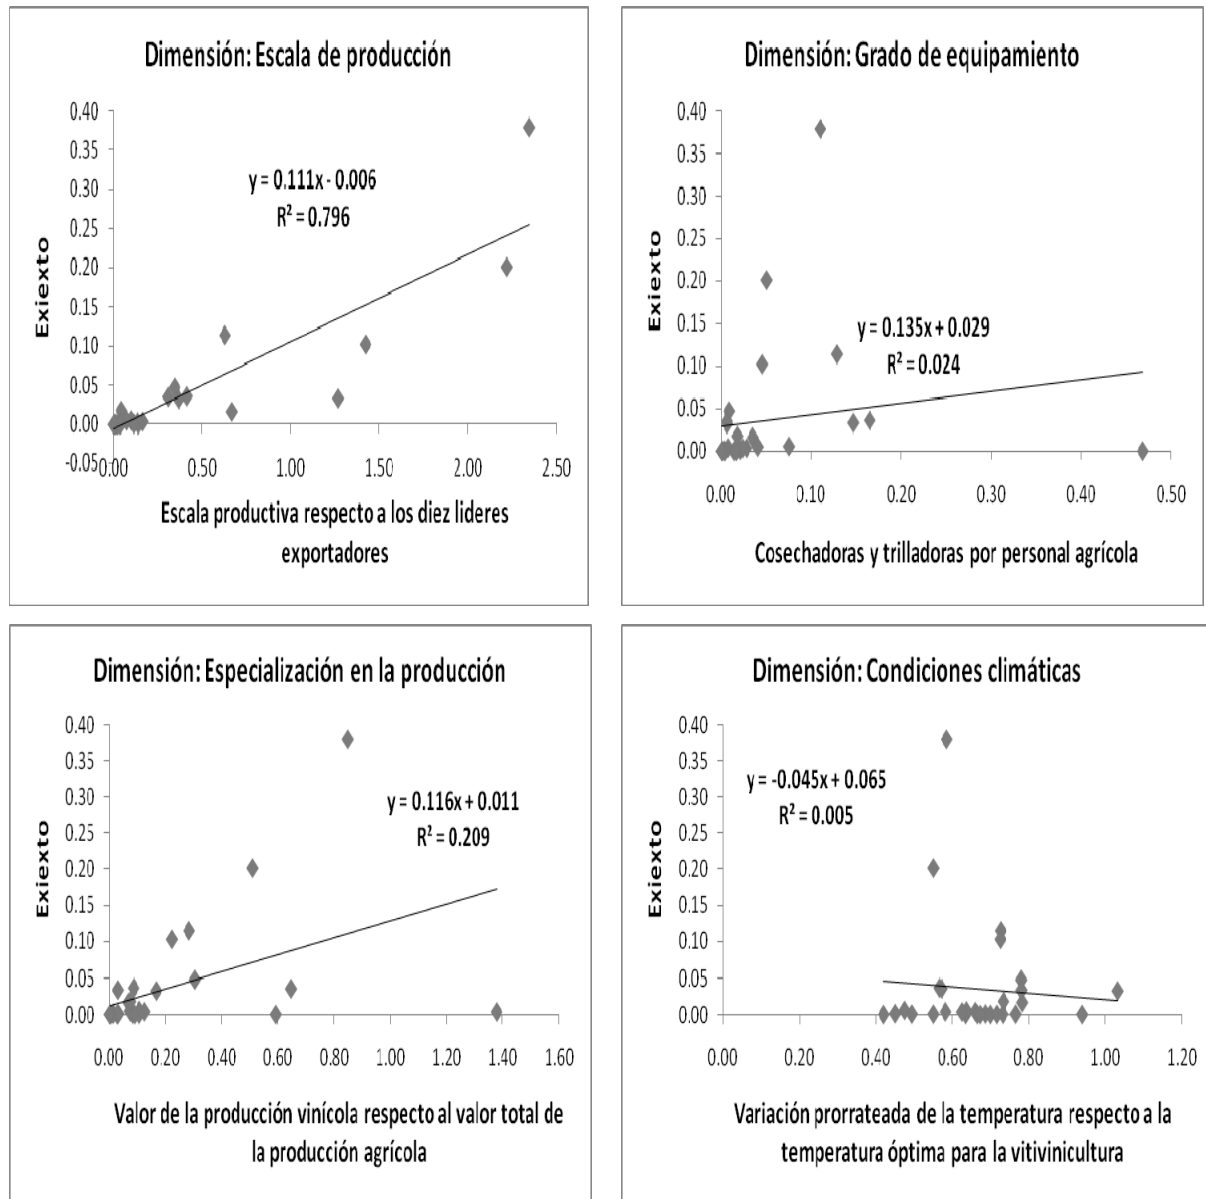 Dimensión: Escala de producción
0.40
0.35
0.30
0.25
0.20
0.15
0.10
0.05
0.00
-0.05
y = 0.111x - 0.006
R² = 0.796
Exiexto
0.00 0.50 1.00 1.50 2.00 2.50
Escala productiva respecto a los diez lideres
exportadores
Dimensión: Grado de equipamiento
0.40
0.35
0.30
0.25
0.20
0.15
0.10
0.05
0.00
y = 0.135x + 0.029
R² = 0.024
Exiexto
0.00 0.10 0.20 0.30 0.40 0.50
Cosechadoras y trilladoras por personal agrícola
Dimensión: Especialización en la producción
0.40
0.35
0.30
0.25
0.20
0.15
0.10
0.05
0.00
y = 0.116x + 0.011
R² = 0.209
Exiexto
0.00 0.20 0.40 0.60 0.80 1.00 1.20 1.40 1.60
Valor de la producción vinícola respecto al valor total de
la producción agrícola
Dimensión: Condiciones climáticas
0.40
0.35
0.30
0.25
0.20
0.15
0.10
0.05
0.00
y = -0.045x + 0.065
R² = 0.005
Exiexto
0.00 0.20 0.40 0.60 0.80 1.00 1.20
Variación prorrateada de la temperatura respecto a la
temperatura óptima para la vitivinicultura